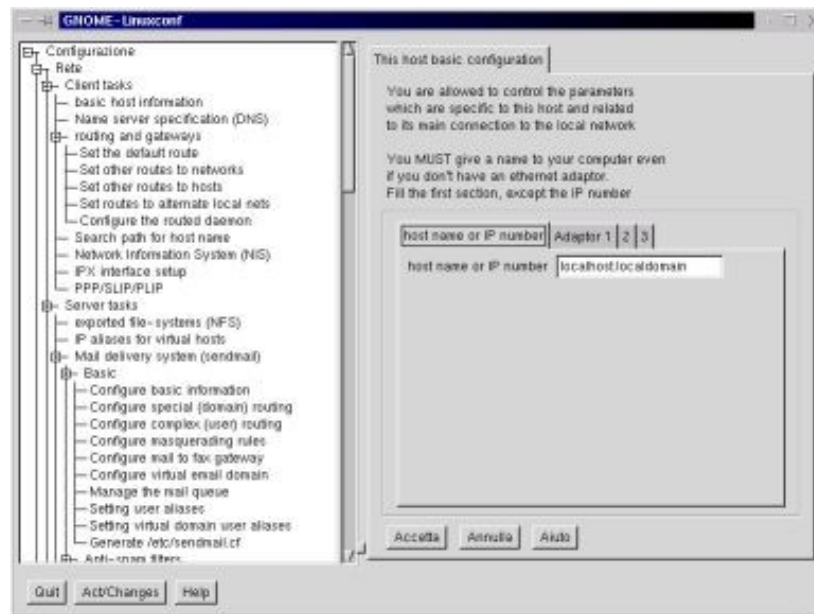 GNOME-Linuxconf
Configurazione
Rete
Client tasks
basic host information
Name server specification (DNS)
routing and gateways
Set the default route
Set other routes to networks
Set other routes to hosts
Set routes to alternate local nets
Configure the routed daemon
Search path for host name
Network Information System (NIS)
IPX interface setup
PPP/SLIP/PLIP
Server tasks
exported file-systems (NFS)
IP aliases for virtual hosts
Mail delivery system (sendmail)
Basic
Configure basic information
Configure special (domain) routing
Configure complex (user) routing
Configure masquerading rules
Configure mail to fax gateway
Configure virtual email domain
Manage the mail queue
Setting user aliases
Setting virtual domain user aliases
Generate /etc/sendmail.cf
Anti-spam filters
This host basic configuration
You are allowed to control the parameters
which are specific to this host and related
to its main connection to the local network
You MUST give a name to your computer even
if you don't have an ethernet adaptor.
Fill the first section, except the IP number
host name or IP number Adaptor 1 2 3
host name or IP number localhost.localdomain
Accetta Annulla Aiuto
Quit Act/Changes Help